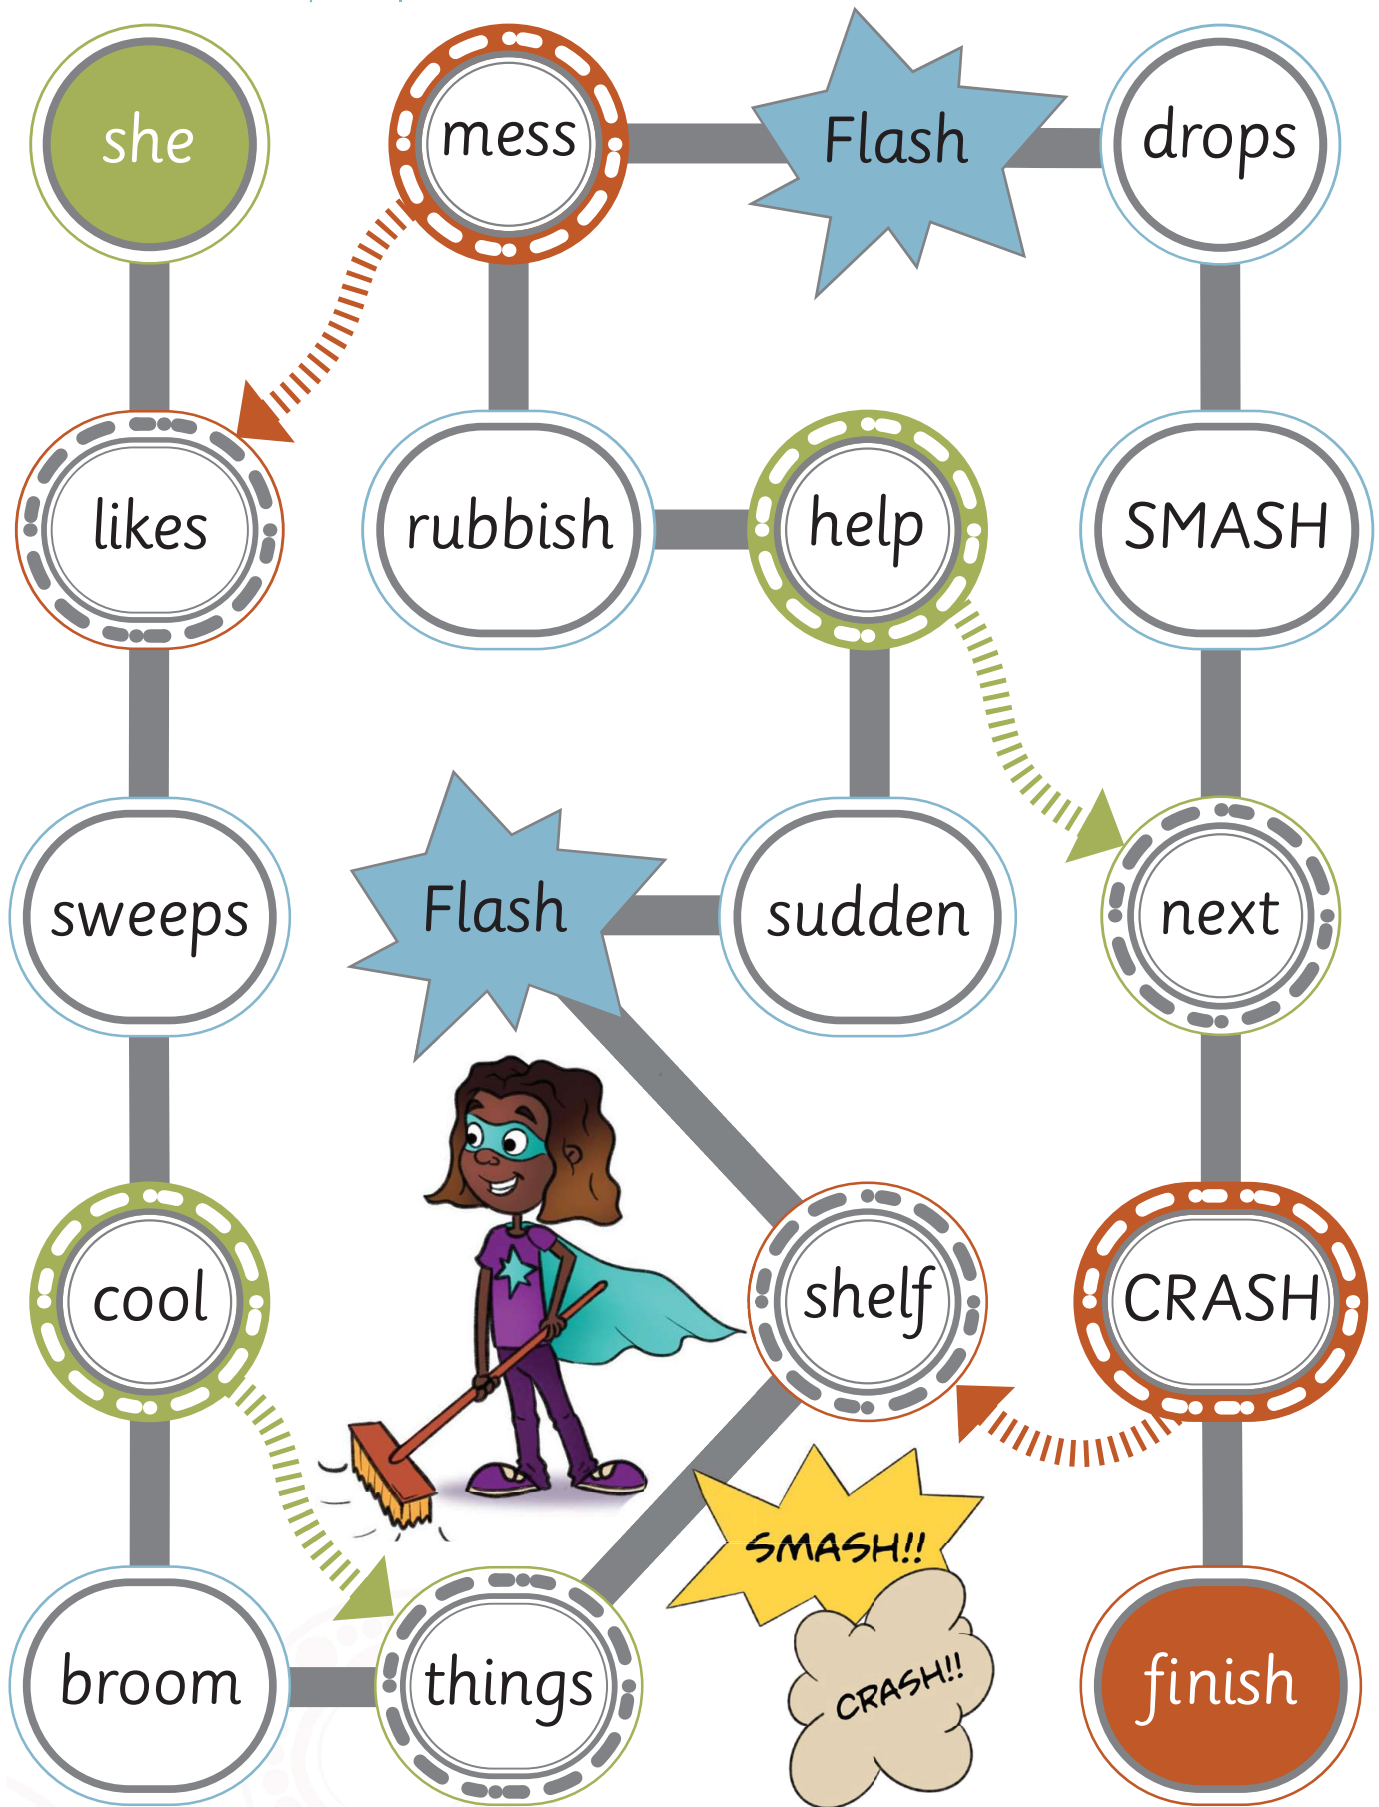 she
mess
Flash
drops
likes
rubbish
help
SMASH
sweeps
Flash
sudden
next
cool
shelf
CRASH
SMASH!!
broom
things
CRASH!!
finish